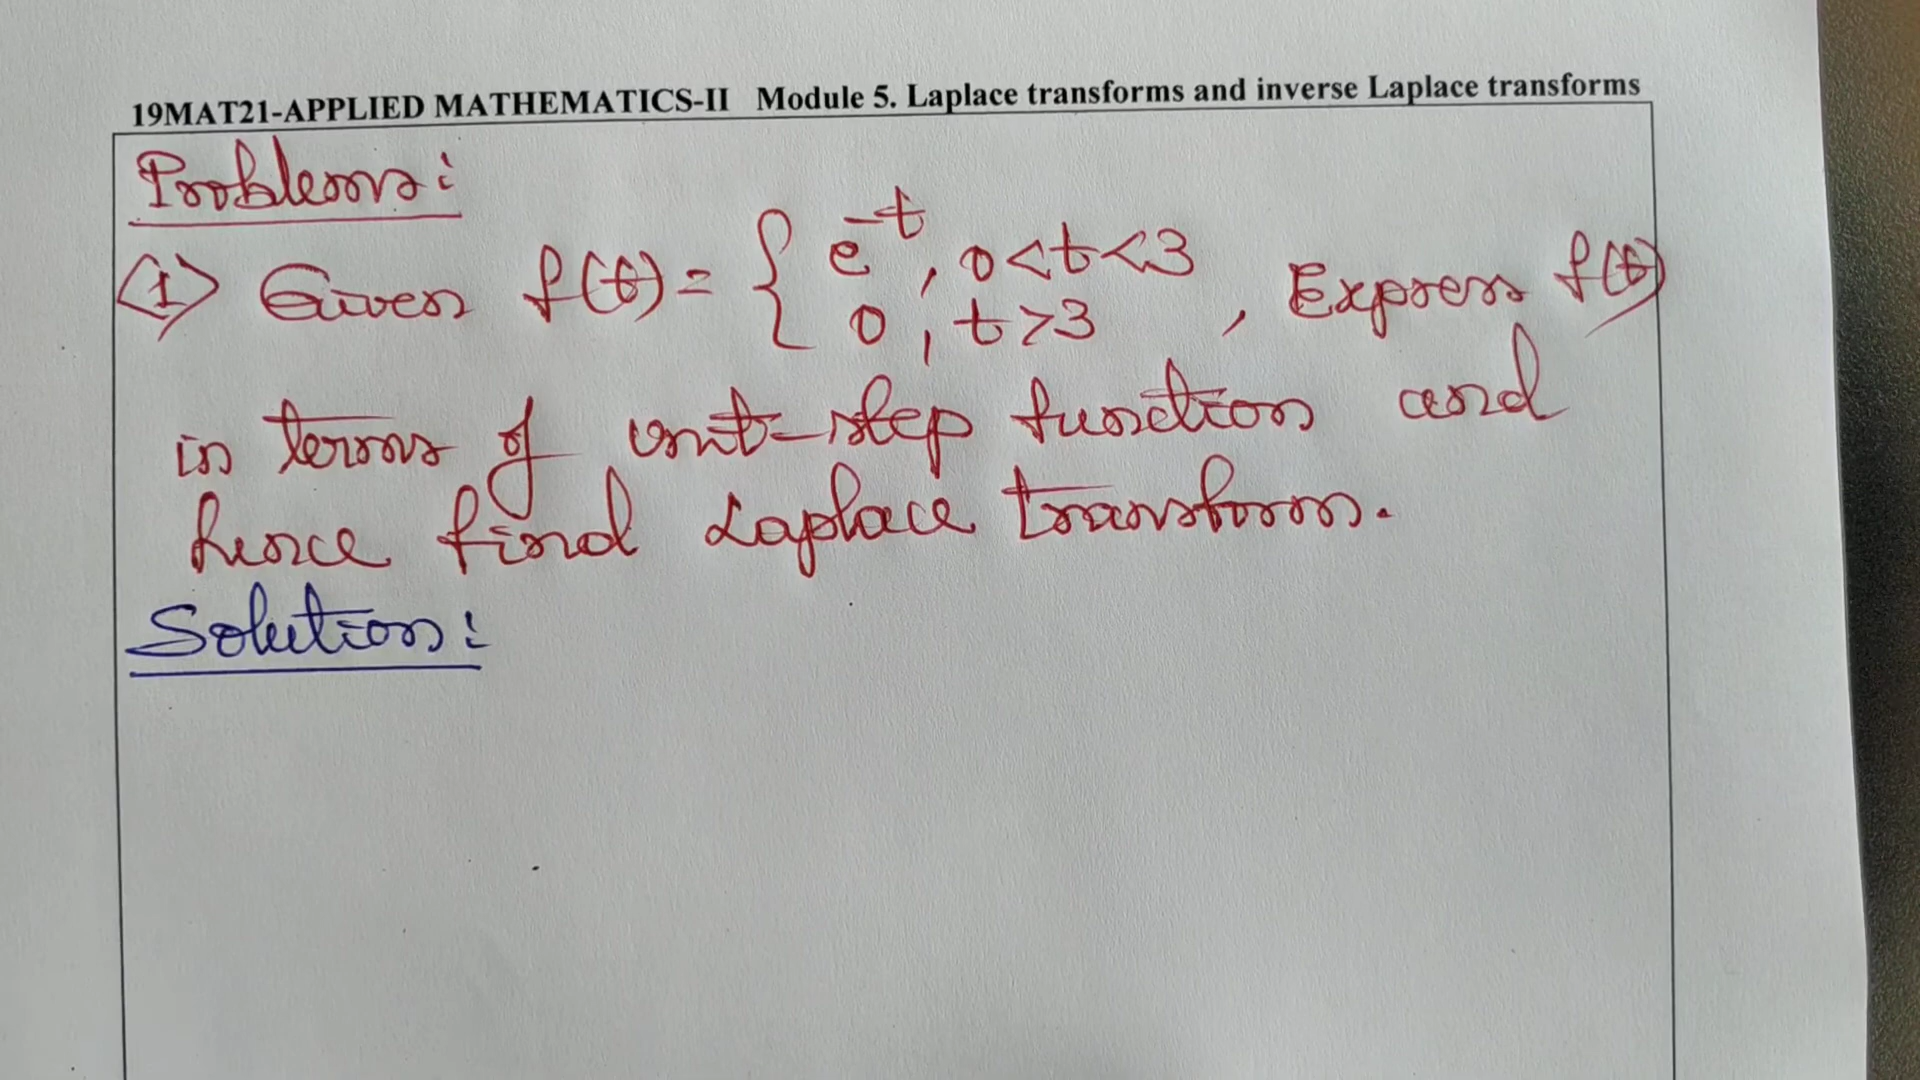 19MAT21-APPLIED MATHEMATICS-II Module 5. Laplace transforms and inverse Laplace transforms
Problems:
<1> Given f(t) = { e^-t, 0<t<3
0, t>3 , Express f(t)
in terms of unit-step function and
hence find Laplace transform.
Solution: